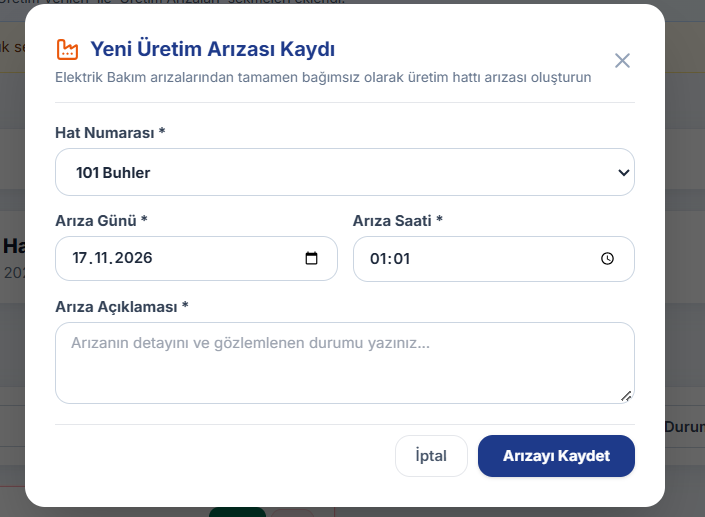 Yeni Üretim Arızası Kaydı
Elektrik Bakım arızalarından tamamen bağımsız olarak üretim hattı arızası oluşturun
Hat Numarası *
101 Buhler
Arıza Günü *
Arıza Saati *
17.11.2026
01:01
Arıza Açıklaması *
Arızanın detayını ve gözlemlenen durumu yazınız...
İptal
Arızayı Kaydet